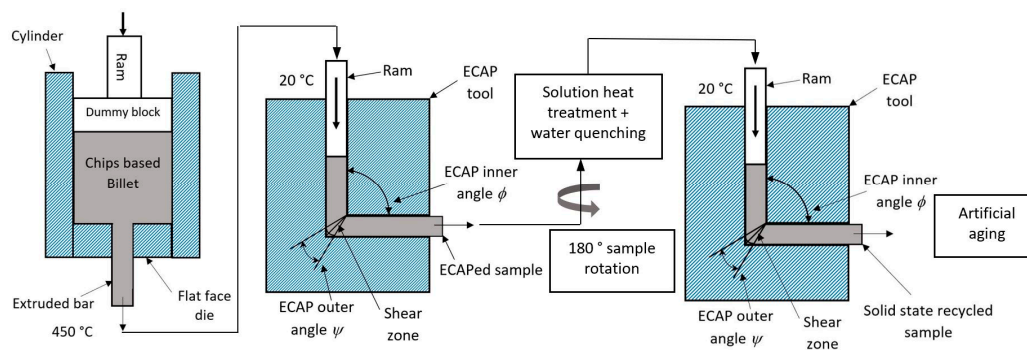 Cylinder
Ram
Dummy block
Chips based
Billet
Extruded bar
450 °C
Flat face
die
20 °C
Ram
ECAP
tool
ECAP inner
angle ϕ
ECAPed sample
ECAP outer
angle ψ
Shear
zone
Solution heat
treatment +
water quenching
180 ° sample
rotation
20 °C
Ram
ECAP
tool
ECAP inner
angle ϕ
Artificial
aging
ECAP outer
angle ψ
Shear
zone
Solid state recycled
sample